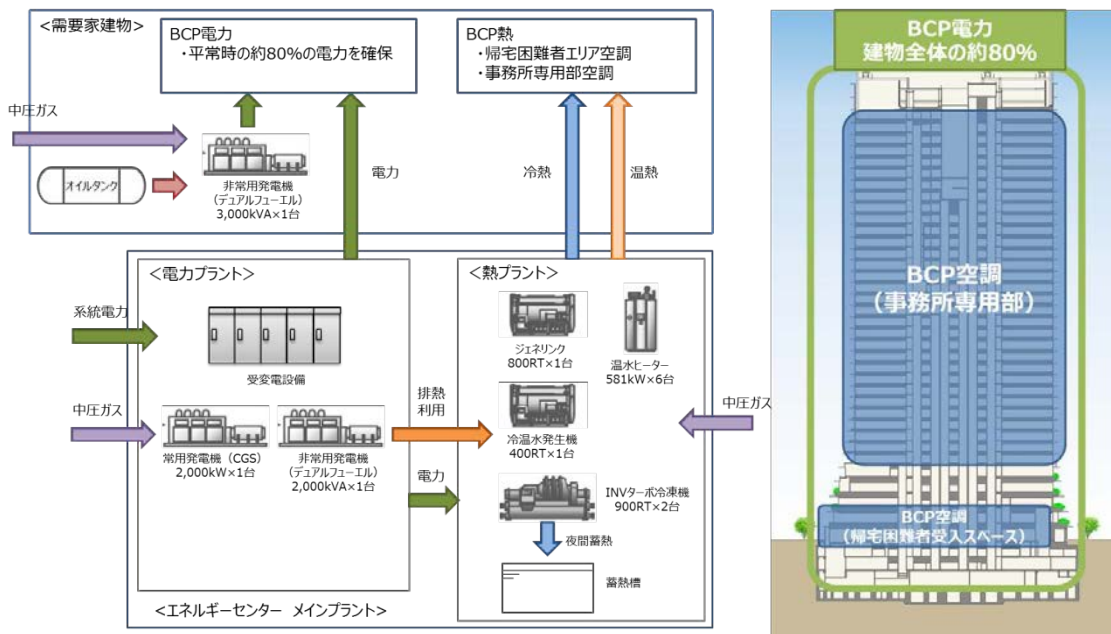 ＜需要家建物＞
BCP電力
・平常時の約80％の電力を確保
BCP熱
・帰宅困難者エリア空調
・事務所専用部空調
中圧ガス
オイルタンク
非常用発電機
（デュアルフューエル）
3,000kVA×1台
電力
冷熱
温熱
＜電力プラント＞
系統電力
受変電設備
中圧ガス
常用発電機（CGS）
2,000kW×1台
非常用発電機
（デュアルフューエル）
2,000kVA×1台
排熱
利用
電力
＜熱プラント＞
ジェネリンク
800RT×1台
温水ヒーター
581kW×6台
冷温水発生機
400RT×1台
INVターボ冷凍機
900RT×2台
夜間蓄熱
蓄熱槽
中圧ガス
＜エネルギーセンター メインプラント＞
BCP電力
建物全体の約80％
BCP空調
（事務所専用部）
BCP空調
（帰宅困難者受入スペース）